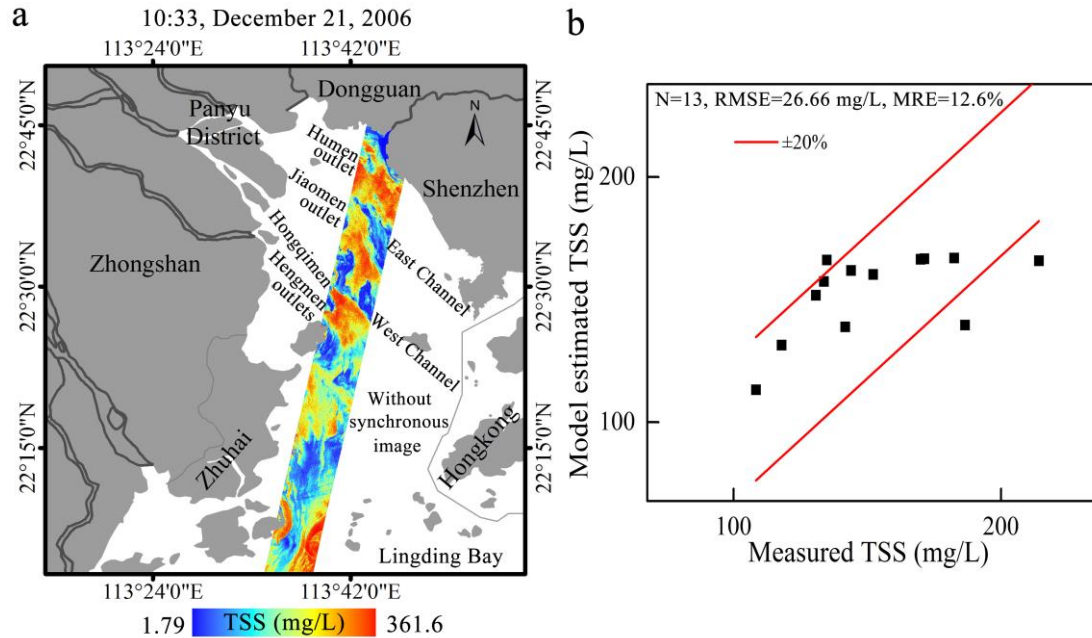 a
10:33, December 21, 2006
113°24'0"E
113°42'0"E
22°45'0"N
22°30'0"N
22°15'0"N
Dongguan
Panyu
District
N
Humen
outlet
Shenzhen
Jiaomen
outlet
Hongqimen
Hengmen
outlets
East Channel
Zhongshan
West Channel
Without
synchronous
image
Zhuhai
Hongkong
Lingding Bay
22°45'0"N
22°30'0"N
22°15'0"N
113°24'0"E
113°42'0"E
1.79
TSS (mg/L)
361.6
b
N=13, RMSE=26.66 mg/L, MRE=12.6%
±20%
Model estimated TSS (mg/L)
200
100
100
200
Measured TSS (mg/L)